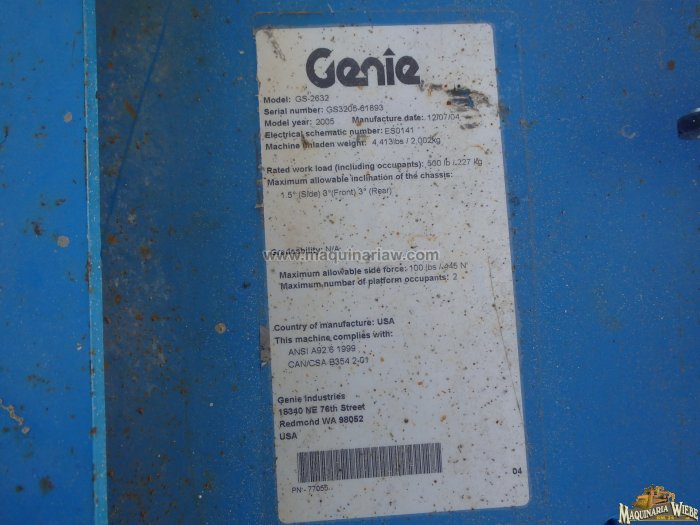 Genie
Model: GS-2632
Serial number: GS3205-61893
Model year: 2005 Manufacture date: 12/07/04
Electrical schematic number: ES0141
Machine unladen weight: 4,413lbs / 2,002kg
Rated work load (including occupants): 500 lb / 227 kg
Maximum allowable inclination of the chassis:
1.5° (Side) 3°(Front) 3° (Rear)
Gradeability: N/A
www.maquinariaw.com
Maximum allowable side force: 100 lbs / 445 N
Maximum number of platform occupants: 2
Country of manufacture: USA
This machine complies with:
ANSI A92.6 1999
CAN/CSA B354.2-01
Genie Industries
18340 NE 76th Street
Redmond WA 98052
USA
PN:- 77055
04
MAQUINARIA WIEBE